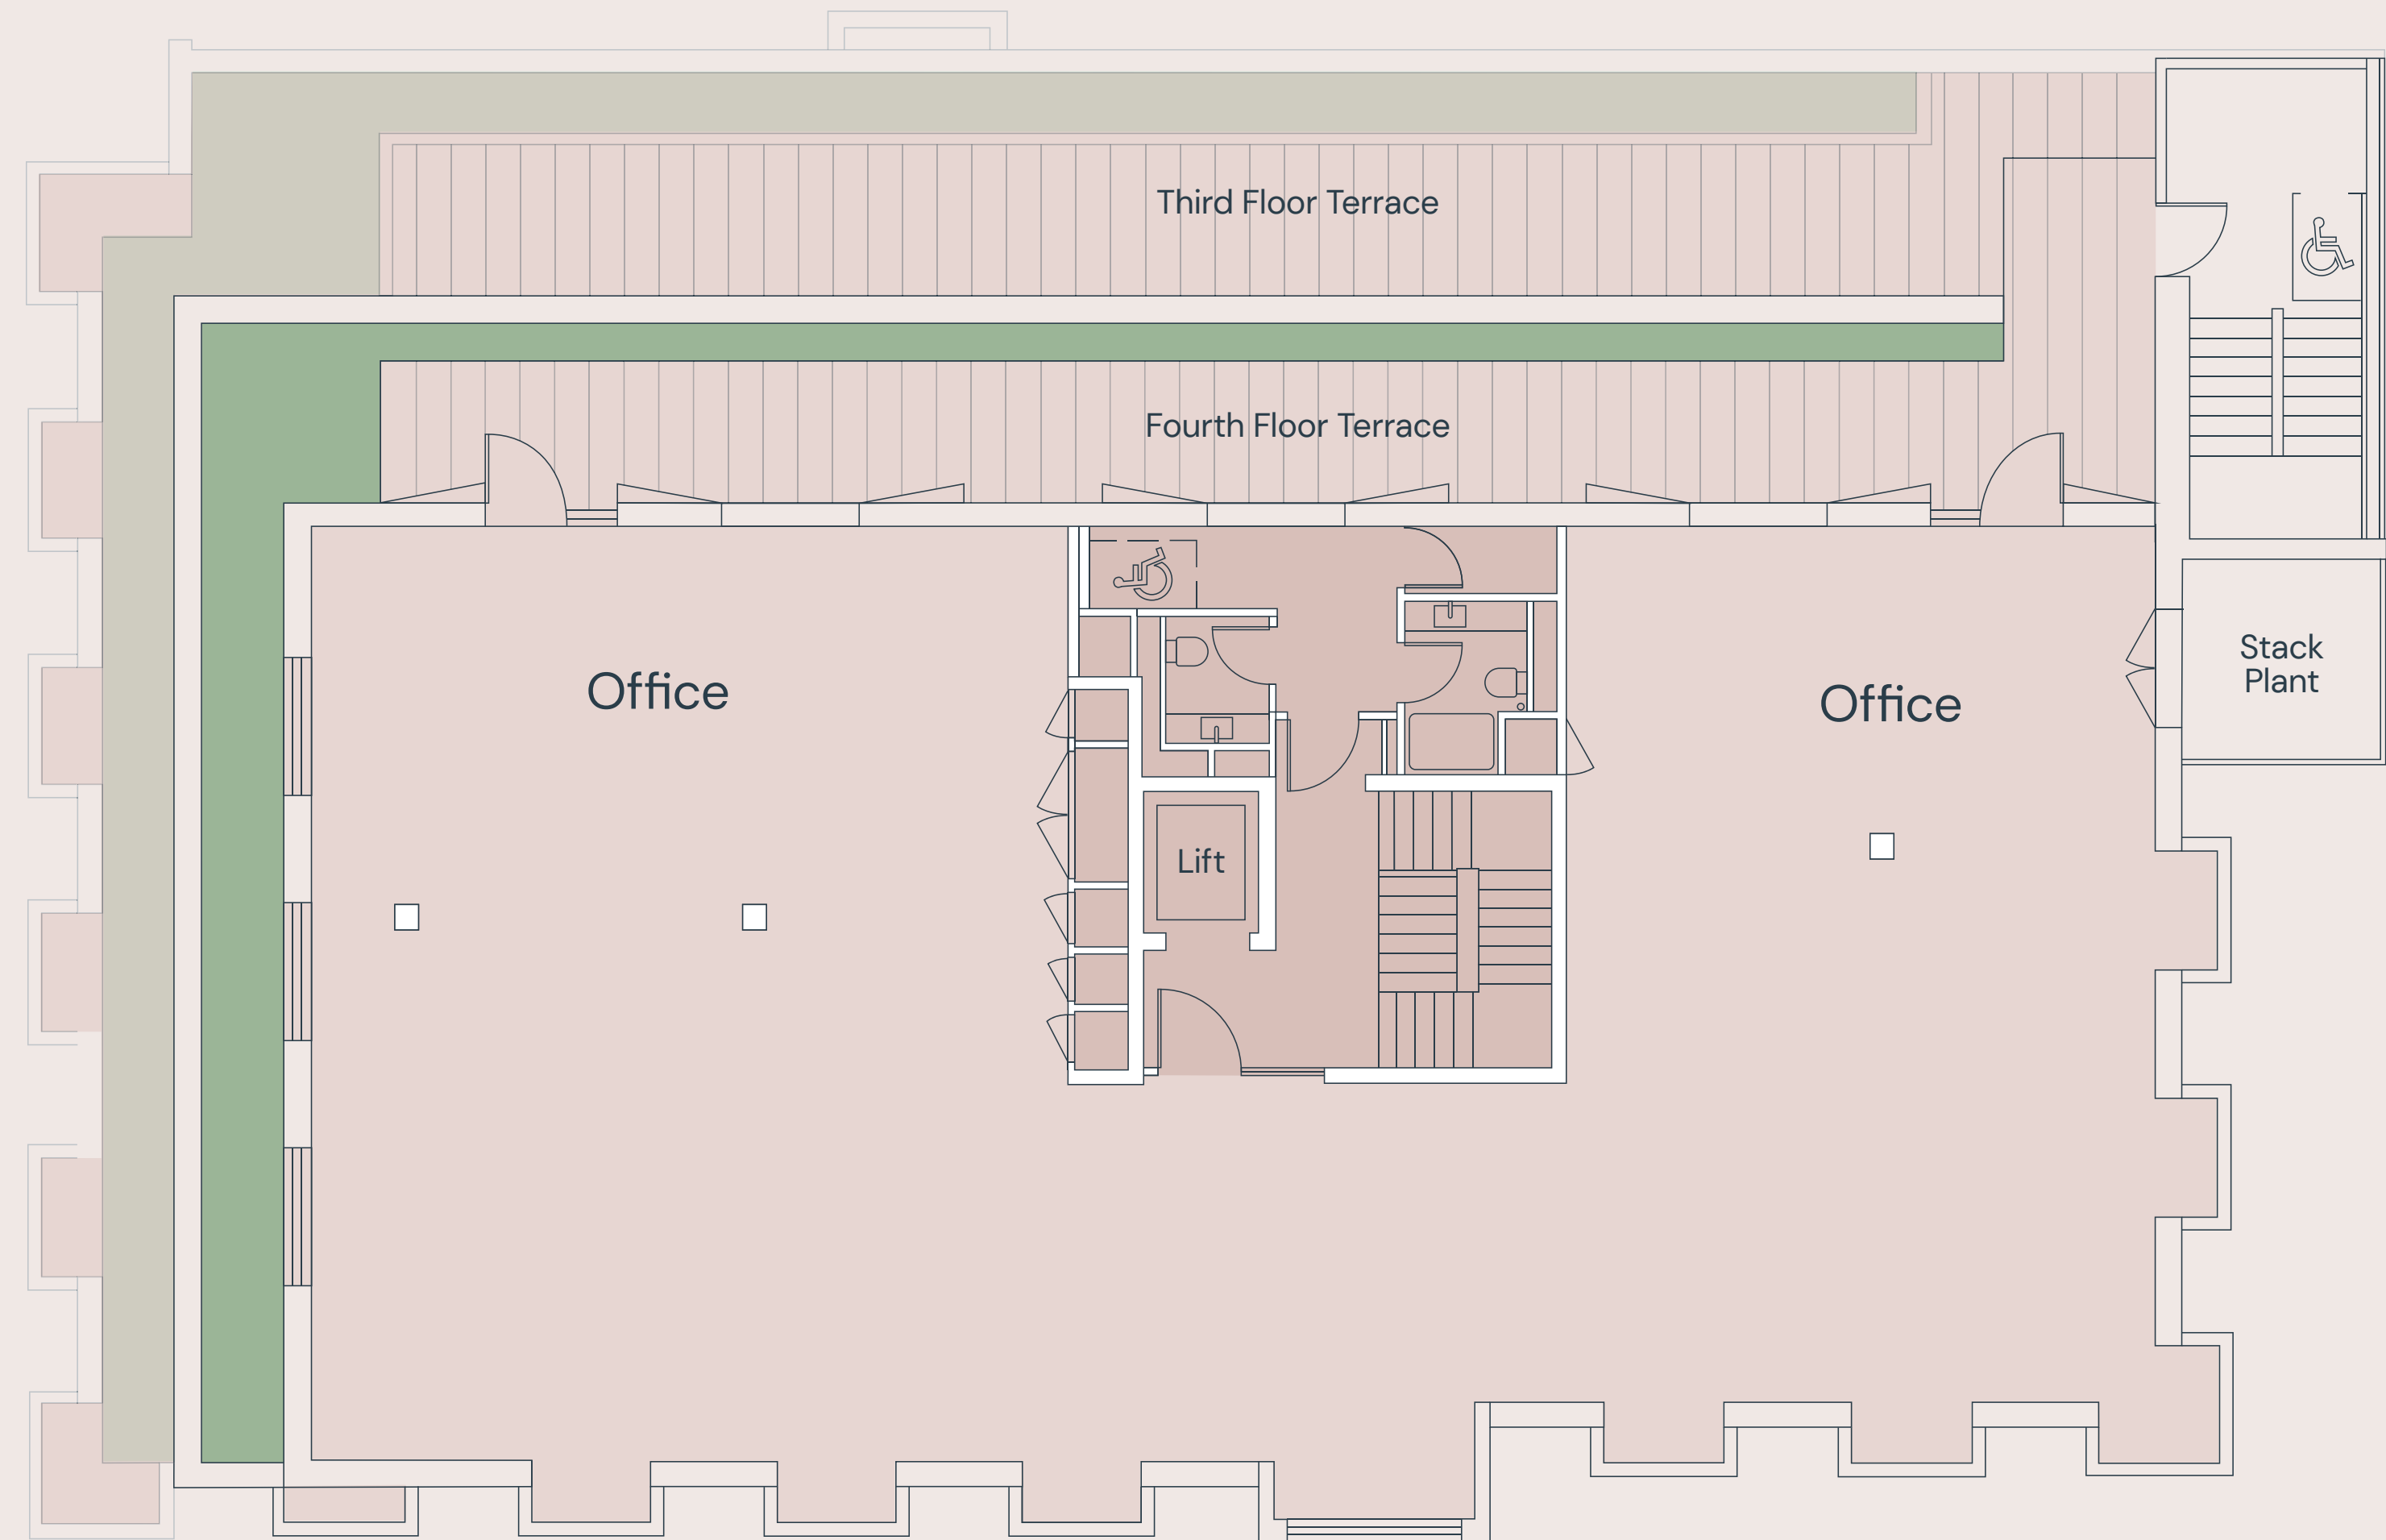 Third Floor Terrace
Fourth Floor Terrace
Office
Office
Stack
Plant
Lift